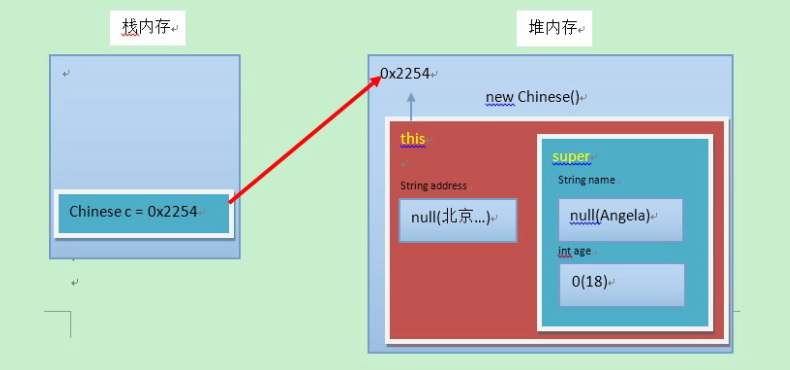 栈内存
堆内存
0x2254
new Chinese()
this
super
String address
String name
null(北京...)
null(Angela)
int age
0(18)
Chinese c = 0x2254